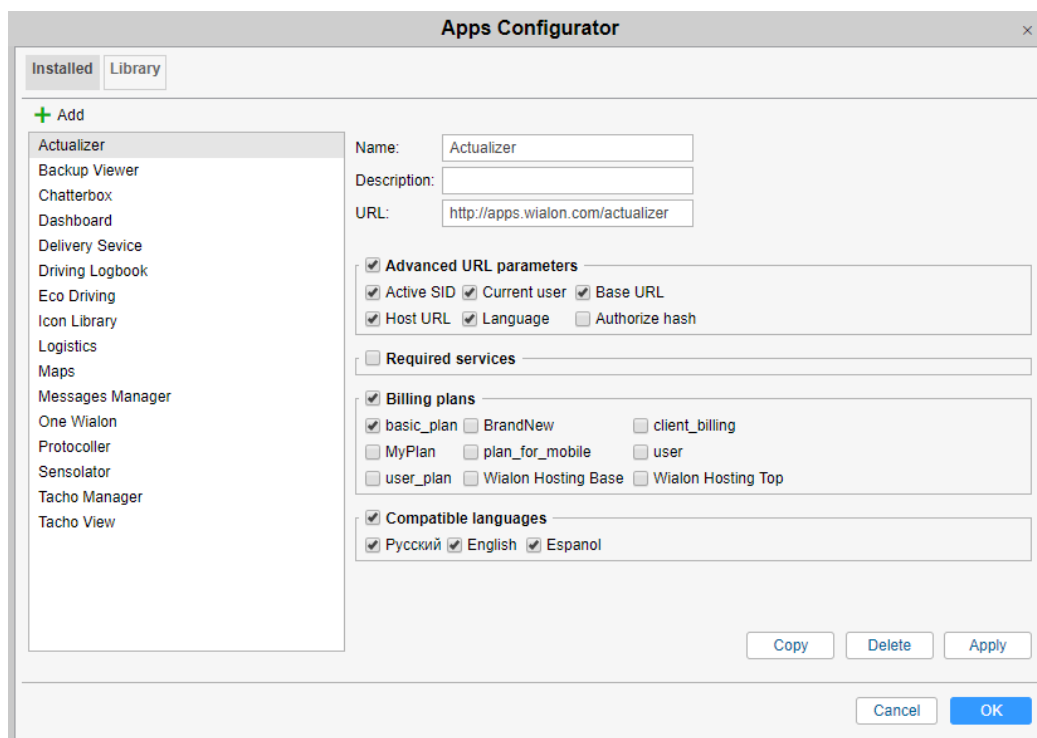 Apps Configurator
×
Installed Library
Add
Actualizer
Backup Viewer
Chatterbox
Dashboard
Delivery Sevice
Driving Logbook
Eco Driving
Icon Library
Logistics
Maps
Messages Manager
One Wialon
Protocoller
Sensolator
Tacho Manager
Tacho View
Name: Actualizer
Description:
URL: http://apps.wialon.com/actualizer
Advanced URL parameters
Active SID Current user Base URL
Host URL Language Authorize hash
Required services
Billing plans
basic_plan BrandNew client_billing
MyPlan plan_for_mobile user
user_plan Wialon Hosting Base Wialon Hosting Top
Compatible languages
Русский English Espanol
Copy Delete Apply
Cancel OK